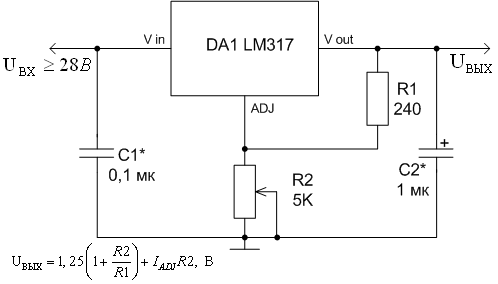 V in
DA1 LM317
V out
U_ВХ ≥ 28В
U_ВЫХ
ADJ
R1
240
C1*
0,1 мк
R2
5K
+
C2*
1 мк
U_ВЫХ = 1,25(1 + R2/R1) + I_ADJ R2, В